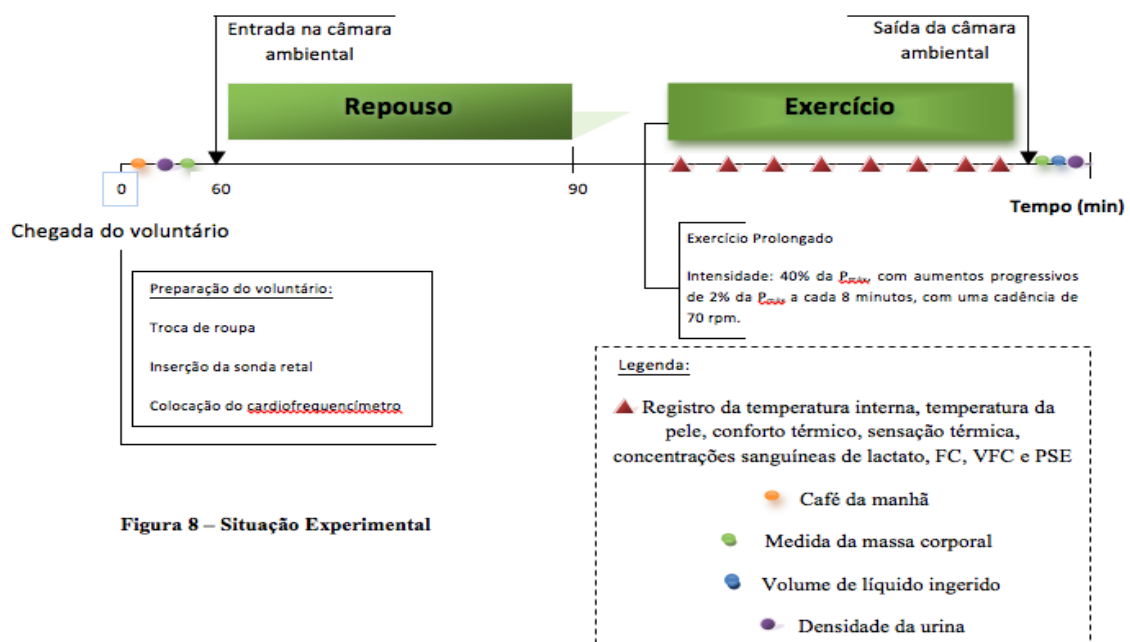 Entrada na câmara
ambiental
Saída da câmara
ambiental
Repouso
Exercício
0
60
90
Tempo (min)
Chegada do voluntário
Preparação do voluntário:
Troca de roupa
Inserção da sonda retal
Colocação do cardiofrequencímetro
Exercício Prolongado
Intensidade: 40% da Pmáx, com aumentos progressivos
de 2% da Pmáx a cada 8 minutos, com uma cadência de
70 rpm.
Legenda:
Registro da temperatura interna, temperatura da
pele, conforto térmico, sensação térmica,
concentrações sanguíneas de lactato, FC, VFC e PSE
Café da manhã
Medida da massa corporal
Volume de líquido ingerido
Densidade da urina
Figura 8 – Situação Experimental